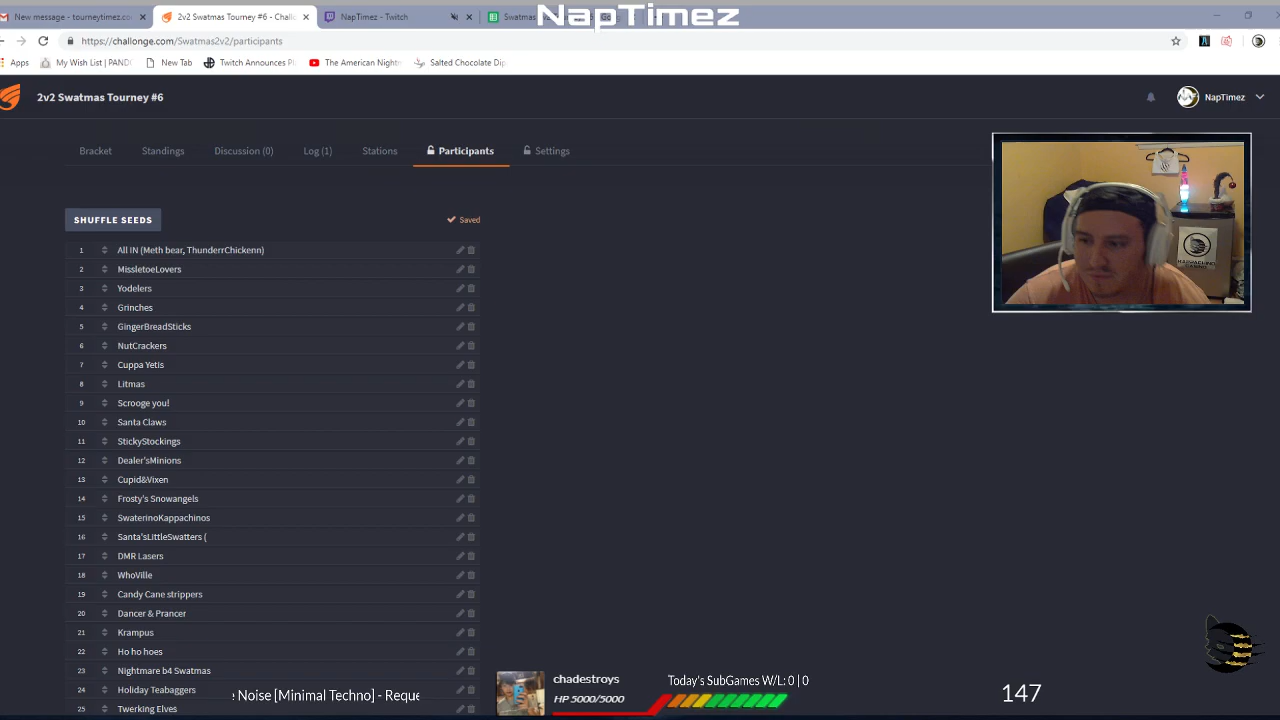 NapTimez
New message - tourneytimez.co
2v2 Swatmas Tourney #6 - Challo
NapTimez - Twitch
Swatmas
https://challonge.com/Swatmas2v2/participants
Apps
My Wish List | PAND
New Tab
Twitch Announces Pl
The American Nightm
Salted Chocolate Dip
2v2 Swatmas Tourney #6
NapTimez
Bracket
Standings
Discussion (0)
Log (1)
Stations
Participants
Settings
SHUFFLE SEEDS
Saved
1 All IN (Meth bear, ThunderrChickenn)
2 MissletoeLovers
3 Yodelers
4 Grinches
5 GingerBreadSticks
6 NutCrackers
7 Cuppa Yetis
8 Litmas
9 Scrooge you!
10 Santa Claws
11 StickyStockings
12 Dealer'sMinions
13 Cupid&Vixen
14 Frosty's Snowangels
15 SwaterinoKappachinos
16 Santa'sLittleSwatters (
17 DMR Lasers
18 WhoVille
19 Candy Cane strippers
20 Dancer & Prancer
21 Krampus
22 Ho ho hoes
23 Nightmare b4 Swatmas
24 Holiday Teabaggers
25 Twerking Elves
e Noise [Minimal Techno] - Reque
chadestroys
HP 5000/5000
Today's SubGames W/L: 0 | 0
147